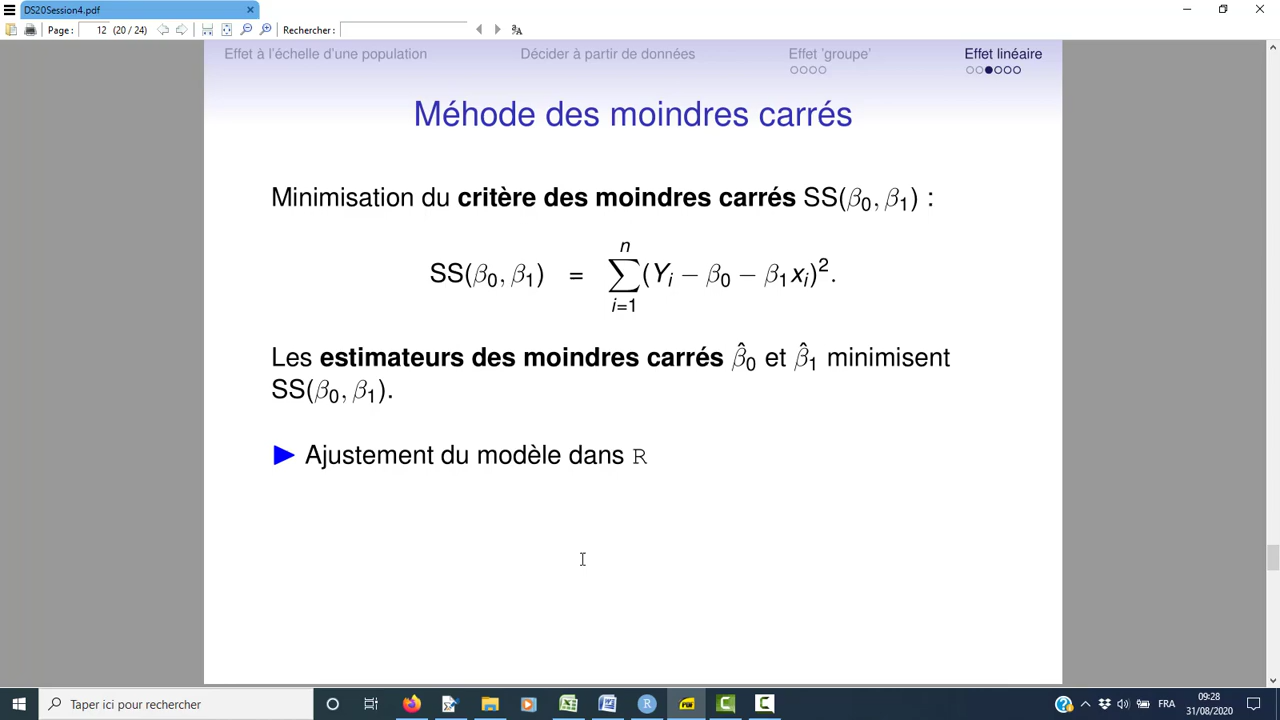 DS20Session4.pdf
Page : 12 (20 / 24) Rechercher :
Effet à l'échelle d'une population Décider à partir de données Effet 'groupe' Effet linéaire
Méhode des moindres carrés
Minimisation du critère des moindres carrés SS(β0, β1) :
SS(β0, β1) = ∑ni=1 (Yi − β0 − β1xi)².
Les estimateurs des moindres carrés β̂0 et β̂1 minimisent
SS(β0, β1).
Ajustement du modèle dans R
Taper ici pour rechercher
FRA
09:28
31/08/2020